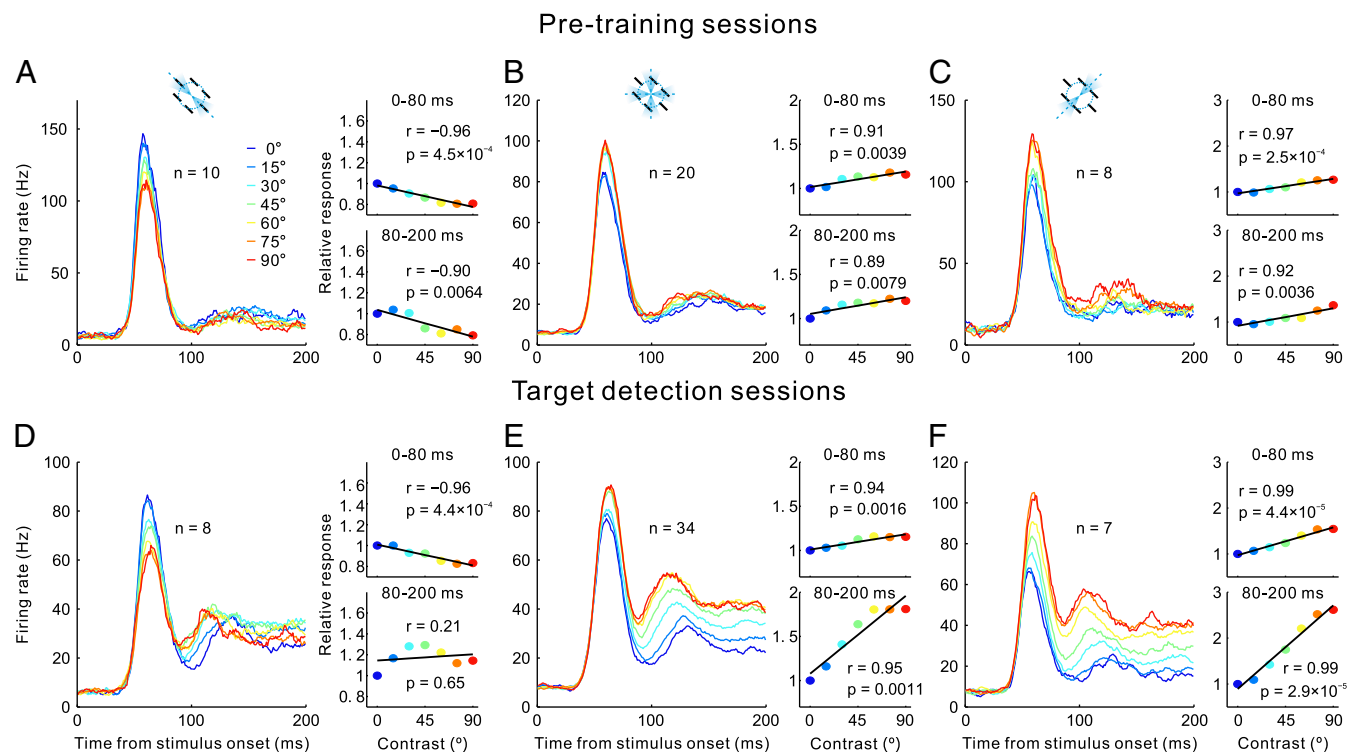 Pre-training sessions
A
B
C
Firing rate (Hz)
150
100
50
0
0
100
200
0°
15°
30°
45°
60°
75°
90°
n = 10
Relative response
0-80 ms
1.6
1.4
1.2
1
0.8
r = −0.96
p = 4.5×10⁻⁴
80-200 ms
1.6
1.4
1.2
1
0.8
r = −0.90
p = 0.0064
0
45
90
120
100
80
60
40
20
0
0
100
200
n = 20
0-80 ms
2
1.5
1
r = 0.91
p = 0.0039
80-200 ms
2
1.5
1
r = 0.89
p = 0.0079
0
45
90
150
100
50
0
0
100
200
n = 8
0-80 ms
3
2
1
r = 0.97
p = 2.5×10⁻⁴
80-200 ms
3
2
1
r = 0.92
p = 0.0036
0
45
90
Target detection sessions
D
E
F
Firing rate (Hz)
100
80
60
40
20
0
0
100
200
Time from stimulus onset (ms)
n = 8
Relative response
0-80 ms
1.6
1.4
1.2
1
0.8
r = −0.96
p = 4.4×10⁻⁴
80-200 ms
1.6
1.4
1.2
1
0.8
r = 0.21
p = 0.65
0
45
90
Contrast (º)
100
80
60
40
20
0
0
100
200
Time from stimulus onset (ms)
n = 34
0-80 ms
2
1.5
1
r = 0.94
p = 0.0016
80-200 ms
2
1.5
1
r = 0.95
p = 0.0011
0
45
90
Contrast (º)
120
100
80
60
40
20
0
0
100
200
Time from stimulus onset (ms)
n = 7
0-80 ms
3
2
1
r = 0.99
p = 4.4×10⁻⁵
80-200 ms
3
2
1
r = 0.99
p = 2.9×10⁻⁵
0
45
90
Contrast (º)